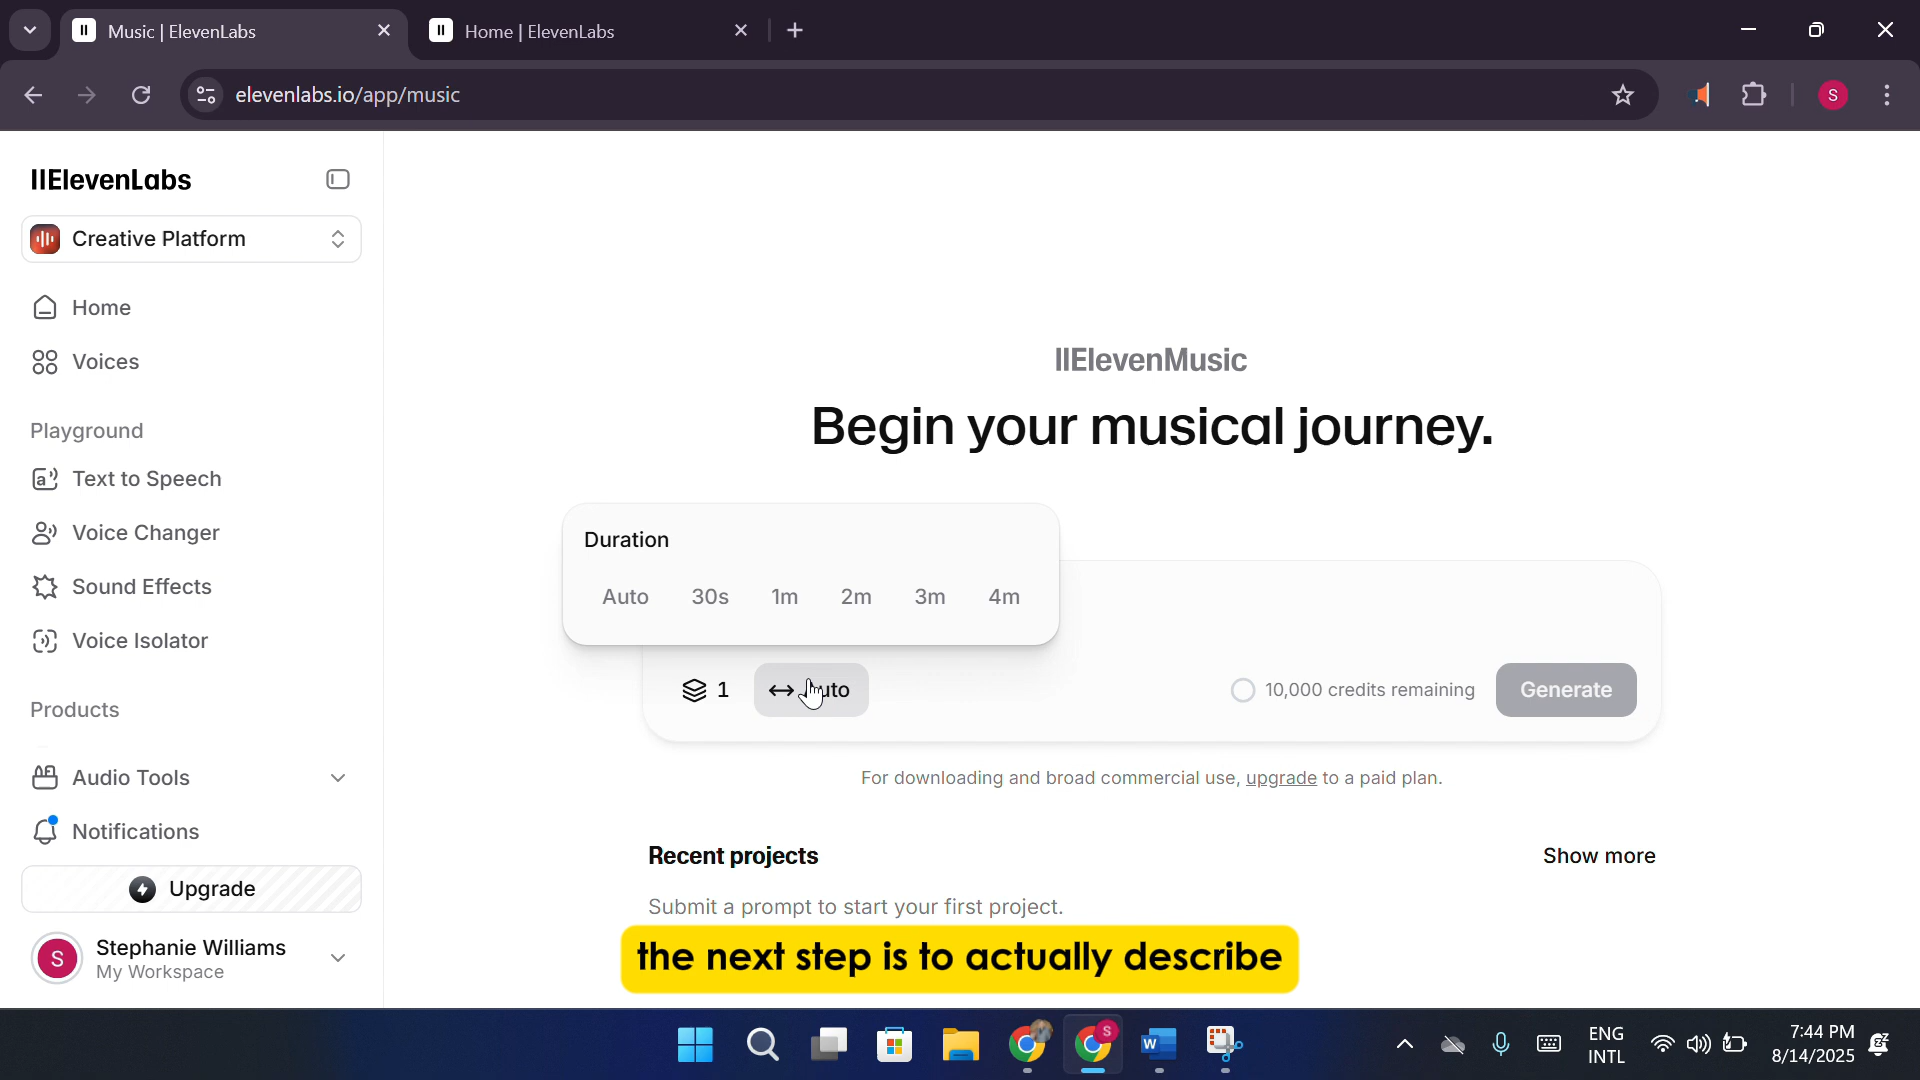 Music | ElevenLabs
Home | ElevenLabs
elevenlabs.io/app/music
S
IIElevenLabs
Creative Platform
Home
Voices
Playground
Text to Speech
Voice Changer
Sound Effects
Voice Isolator
Products
Audio Tools
Notifications
Upgrade
S
Stephanie Williams
My Workspace
IIElevenMusic
Begin your musical journey.
Duration
Auto 30s 1m 2m 3m 4m
1
Auto
10,000 credits remaining
Generate
For downloading and broad commercial use, upgrade to a paid plan.
Recent projects
Show more
Submit a prompt to start your first project.
the next step is to actually describe
S
W
ENG
INTL
7:44 PM
8/14/2025